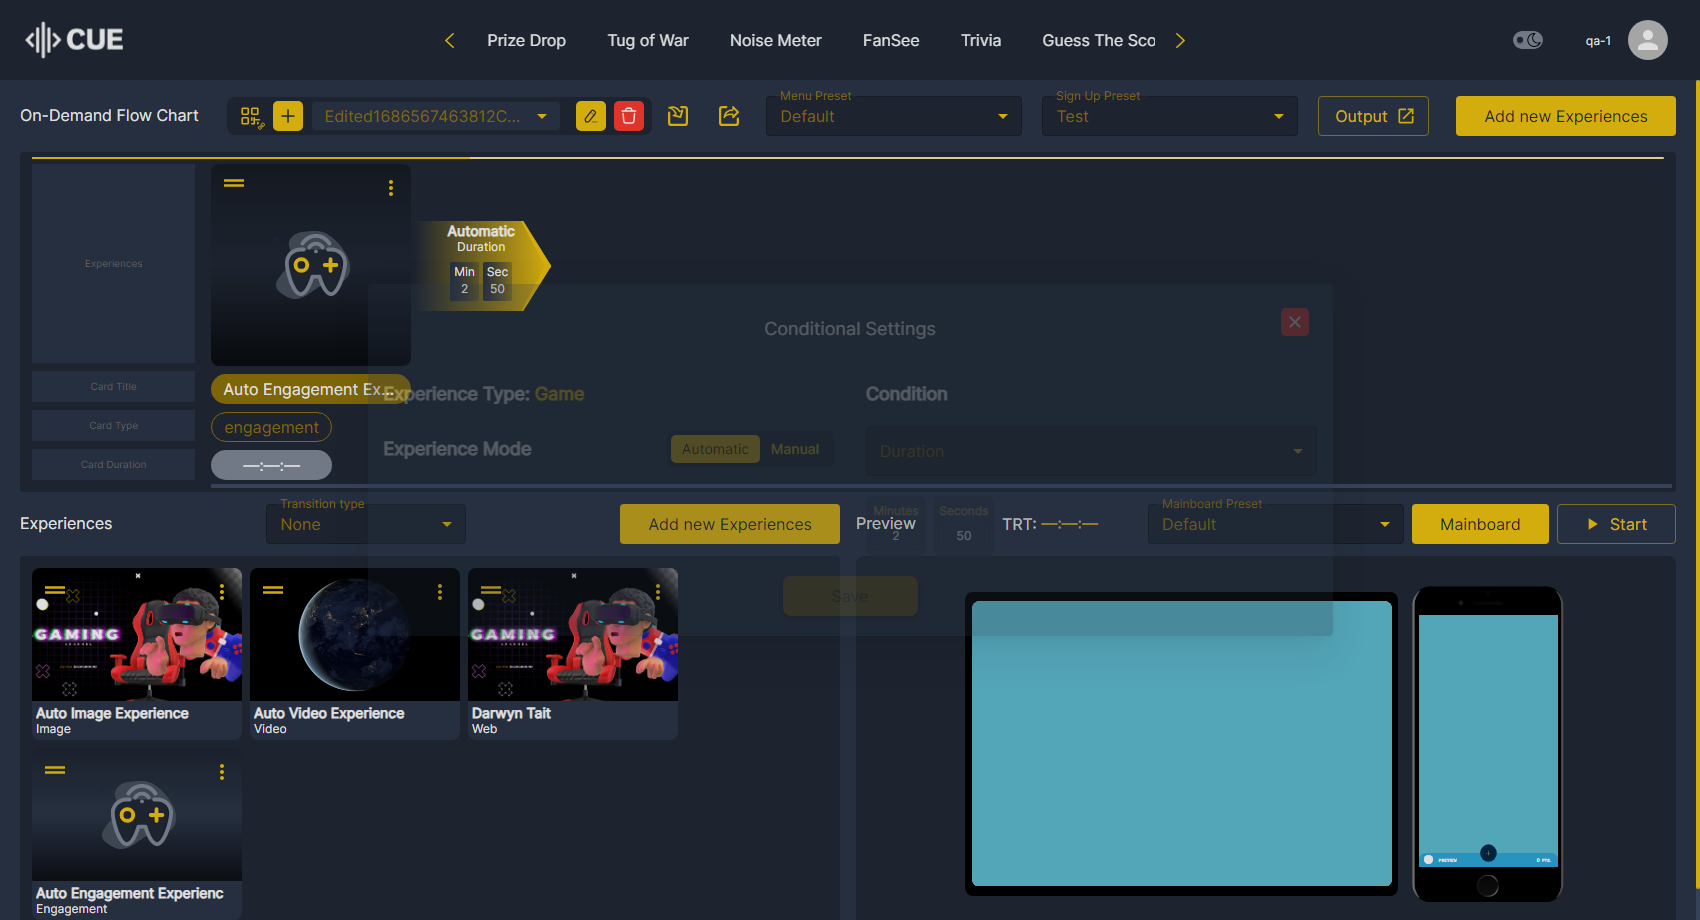 CUE
Prize Drop
Tug of War
Noise Meter
FanSee
Trivia
Guess The Sco
qa-1
On-Demand Flow Chart
Edited1686567463812C...
Menu Preset
Default
Sign Up Preset
Test
Output
Add new Experiences
Experiences
Automatic
Duration
Min
Sec
2
50
Conditional Settings
Card Title
Auto Engagement Ex...
Experience Type: Game
Condition
Card Type
engagement
Experience Mode
Automatic
Manual
Duration
Card Duration
—:—:—
Experiences
Transition type
None
Add new Experiences
Preview
Minutes
2
Seconds
50
TRT: —:—:—
Mainboard Preset
Default
Mainboard
Start
Save
GAMING
CHANNEL
GAMING
CHANNEL
Auto Image Experience
Image
Auto Video Experience
Video
Darwyn Tait
Web
Auto Engagement Experienc
Engagement
PREVIEW
0 PTS.